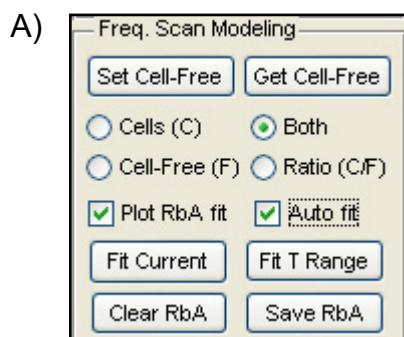 A)
Freq. Scan Modeling
Set Cell-Free Get Cell-Free
Cells (C) Both
Cell-Free (F) Ratio (C/F)
Plot RbA fit Auto fit
Fit Current Fit T Range
Clear RbA Save RbA